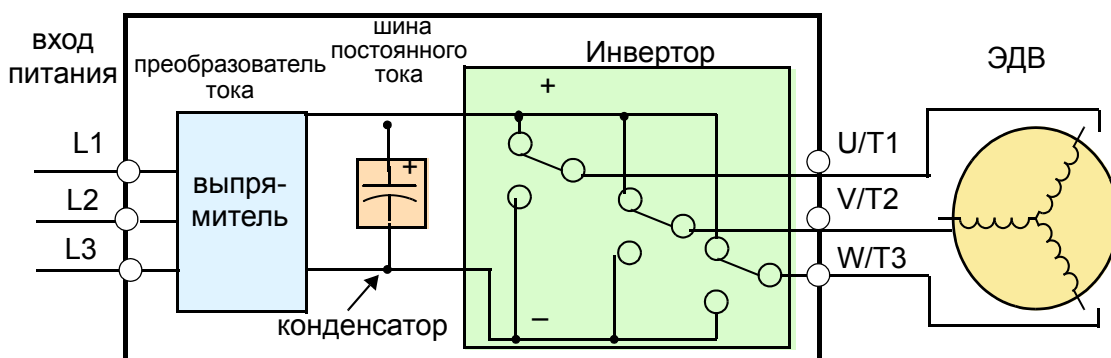 вход
питания
преобразователь
тока
шина
постоянного
тока
Инвертор
ЭДВ
+
L1
L2
L3
выпря-
митель
+
U/T1
V/T2
W/T3
конденсатор
–